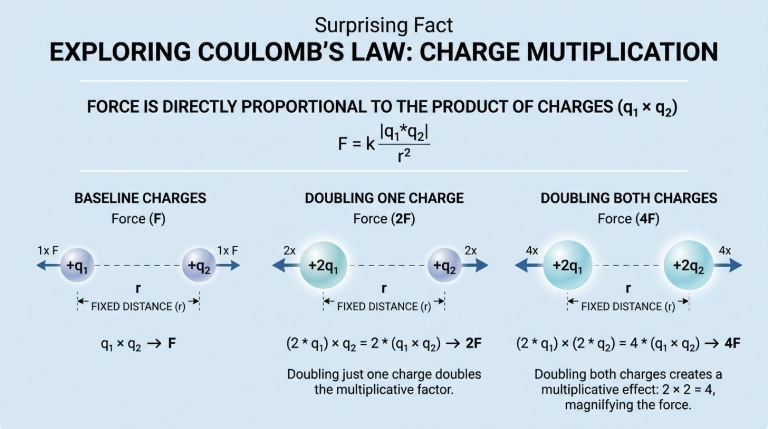 Surprising Fact
EXPLORING COULOMB'S LAW: CHARGE MUTIPLICATION
FORCE IS DIRECTLY PROPORTIONAL TO THE PRODUCT OF CHARGES (q₁ × q₂)
F = k |q₁*q₂| / r²
BASELINE CHARGES
Force (F)
1x F
1x F
+q₁
+q₂
r
FIXED DISTANCE (r)
q₁ × q₂ → F
DOUBLING ONE CHARGE
Force (2F)
2x
2x
+2q₁
+q₂
r
FIXED DISTANCE (r)
(2 * q₁) × q₂ = 2 * (q₁ × q₂) → 2F
Doubling just one charge doubles
the multiplicative factor.
DOUBLING BOTH CHARGES
Force (4F)
4x
4x
+2q₁
+2q₂
r
FIXED DISTANCE (r)
(2 * q₁) × (2 * q₂) = 4 * (q₁ × q₂) → 4F
Doubling both charges creates a
multiplicative effect: 2 × 2 = 4,
magnifying the force.